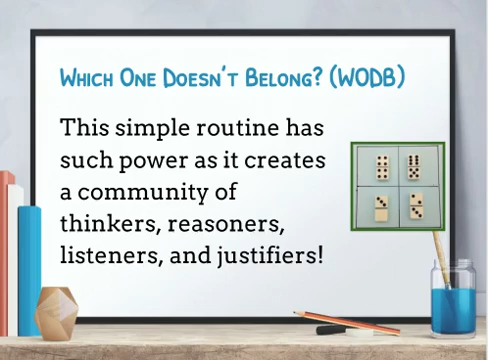 Which One Doesn't Belong? (WODB)
This simple routine has
such power as it creates
a community of
thinkers, reasoners,
listeners, and justifiers!